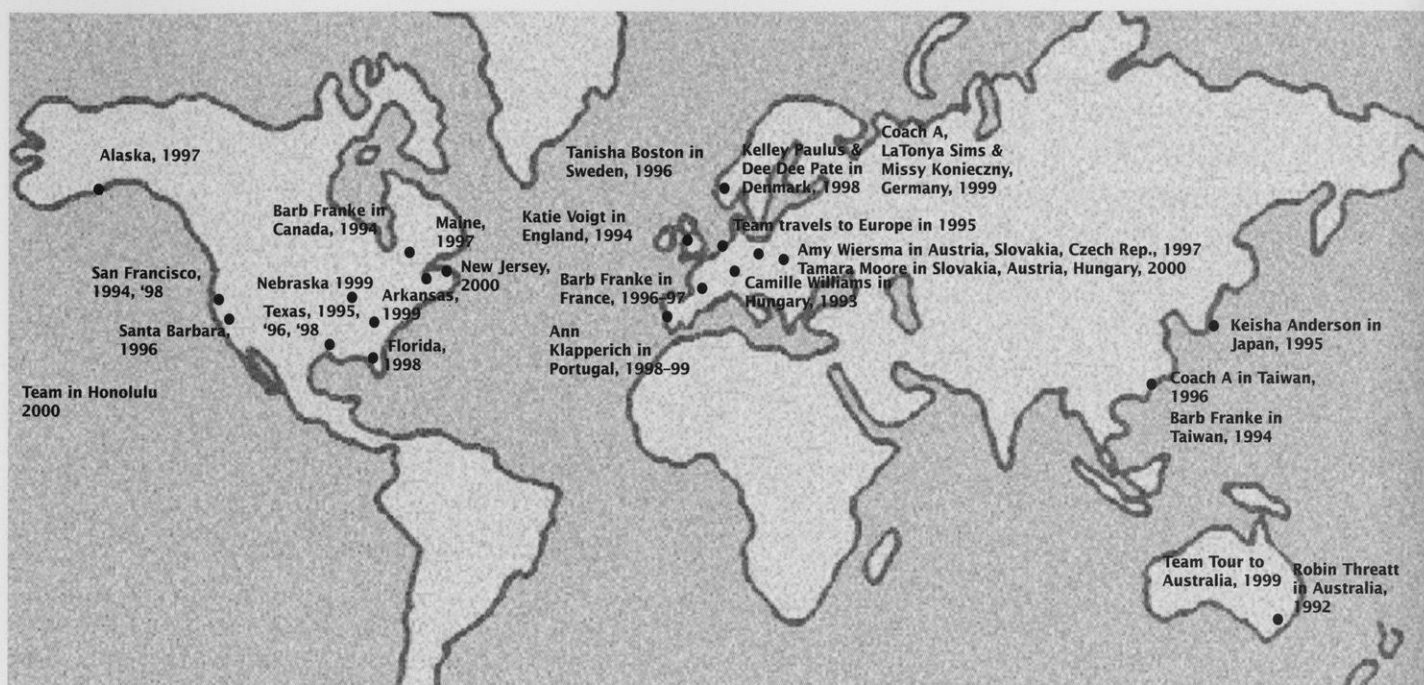 Alaska, 1997
Barb Franke in
Canada, 1994
Maine,
1997
San Francisco,
1994, ‘98
Nebraska 1999
New Jersey,
2000
Texas, 1995,
‘96, ‘98
Arkansas,
1999
Santa Barbara,
1996
Florida,
1998
Team in Honolulu
2000
Tanisha Boston in
Sweden, 1996
Kelley Paulus &
Dee Dee Pate in
Denmark, 1998
Coach A,
LaTonya Sims &
Missy Konieczny,
Germany, 1999
Katie Voigt in
England, 1994
Team travels to Europe in 1995
Amy Wiersma in Austria, Slovakia, Czech Rep., 1997
Tamara Moore in Slovakia, Austria, Hungary, 2000
Barb Franke in
France, 1996–97
Camille Williams in
Hungary, 1993
Ann
Klapperich in
Portugal, 1998–99
Keisha Anderson in
Japan, 1995
Coach A in Taiwan,
1996
Barb Franke in
Taiwan, 1994
Team Tour to
Australia, 1999
Robin Threatt
in Australia,
1992